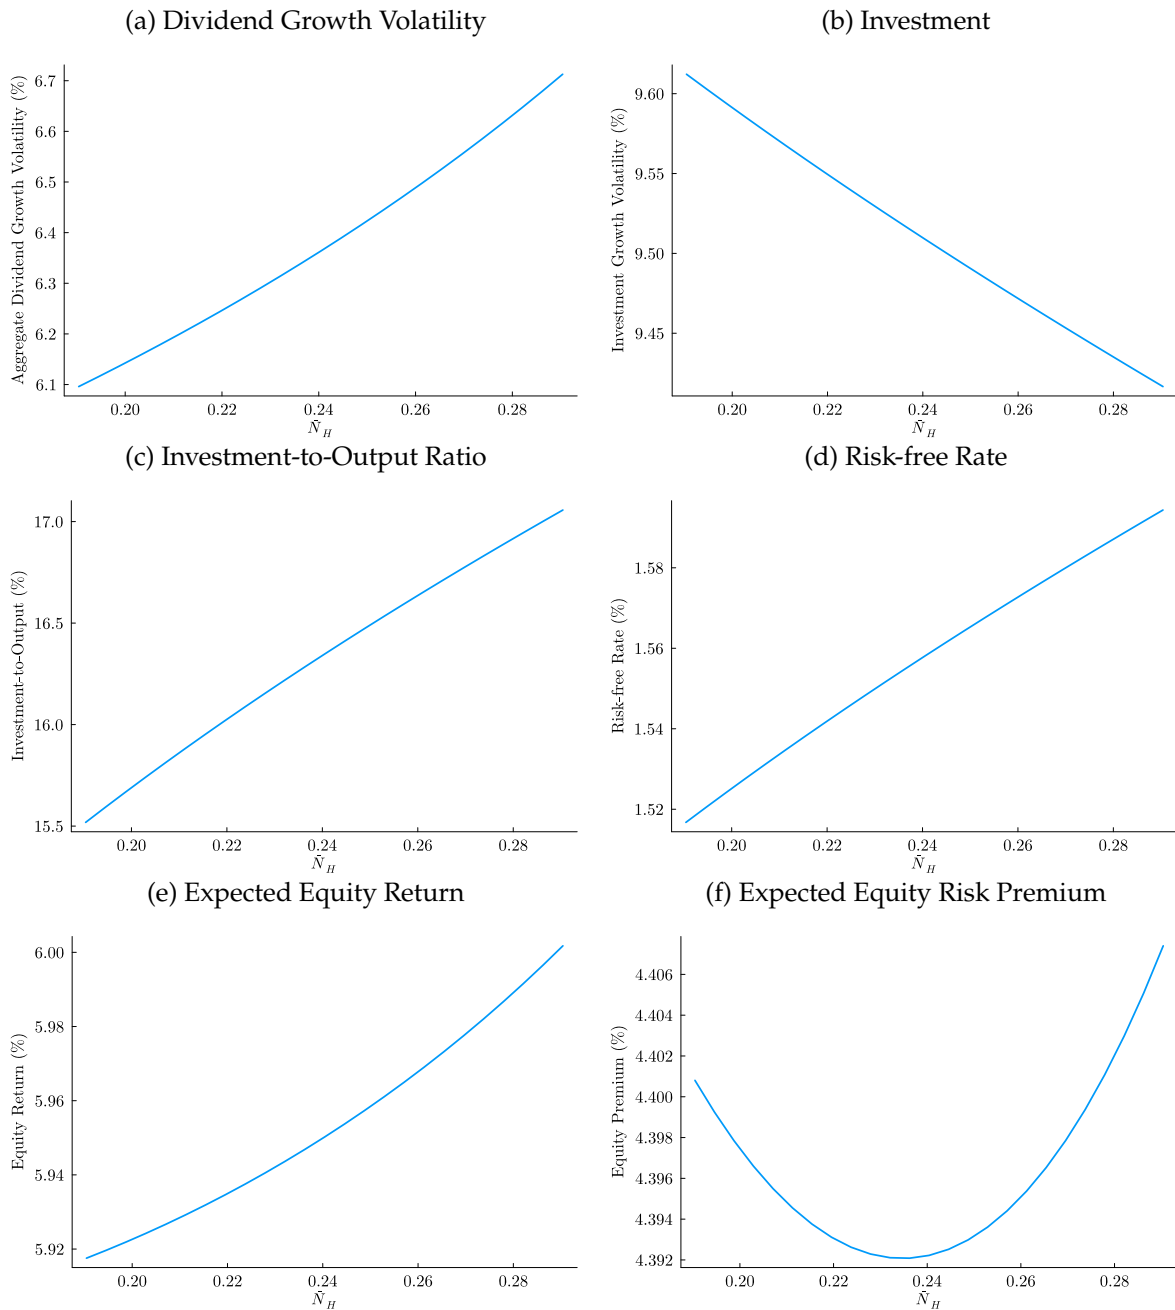 (a) Dividend Growth Volatility
Aggregate Dividend Growth Volatility (%)
6.7
6.6
6.5
6.4
6.3
6.2
6.1
0.20 0.22 0.24 0.26 0.28
N̄_H
(b) Investment
Investment Growth Volatility (%)
9.60
9.55
9.50
9.45
0.20 0.22 0.24 0.26 0.28
N̄_H
(c) Investment-to-Output Ratio
Investment-to-Output (%)
17.0
16.5
16.0
15.5
0.20 0.22 0.24 0.26 0.28
N̄_H
(d) Risk-free Rate
Risk-free Rate (%)
1.58
1.56
1.54
1.52
0.20 0.22 0.24 0.26 0.28
N̄_H
(e) Expected Equity Return
Equity Return (%)
6.00
5.98
5.96
5.94
5.92
0.20 0.22 0.24 0.26 0.28
N̄_H
(f) Expected Equity Risk Premium
Equity Premium (%)
4.406
4.404
4.402
4.400
4.398
4.396
4.394
4.392
0.20 0.22 0.24 0.26 0.28
N̄_H